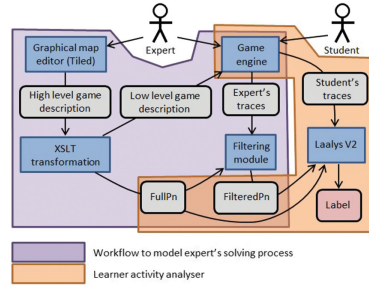 Expert
Student
Graphical map
editor (Tiled)
Game
engine
High level game
description
Low level game
description
Expert's
traces
Student's
traces
XSLT
transformation
Filtering
module
Laalys V2
FullPn
FilteredPn
Label
Workflow to model expert's solving process
Learner activity analyser